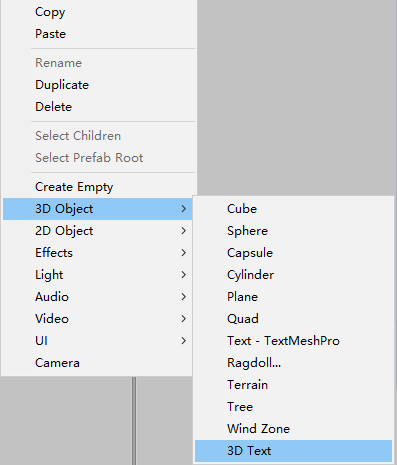 Copy
Paste
Rename
Duplicate
Delete
Select Children
Select Prefab Root
Create Empty
3D Object
2D Object
Effects
Light
Audio
Video
UI
Camera
Cube
Sphere
Capsule
Cylinder
Plane
Quad
Text - TextMeshPro
Ragdoll...
Terrain
Tree
Wind Zone
3D Text